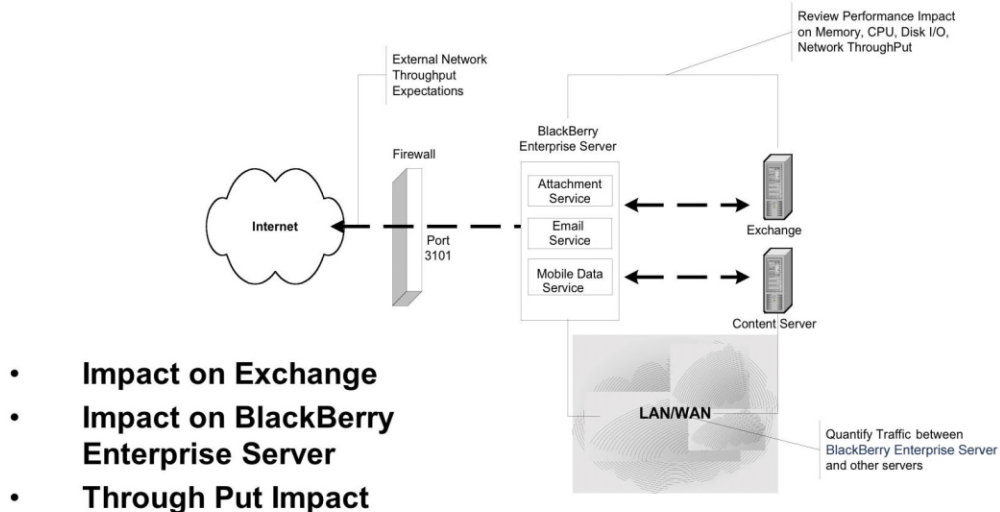 Review Performance Impact
on Memory, CPU, Disk I/O,
Network ThroughPut
External Network
Throughput
Expectations
BlackBerry
Enterprise Server
Firewall
Attachment
Service
Internet
Port
3101
Email
Service
Exchange
Mobile Data
Service
Content Server
LAN/WAN
Quantify Traffic between
BlackBerry Enterprise Server
and other servers
• Impact on Exchange
• Impact on BlackBerry
Enterprise Server
• Through Put Impact